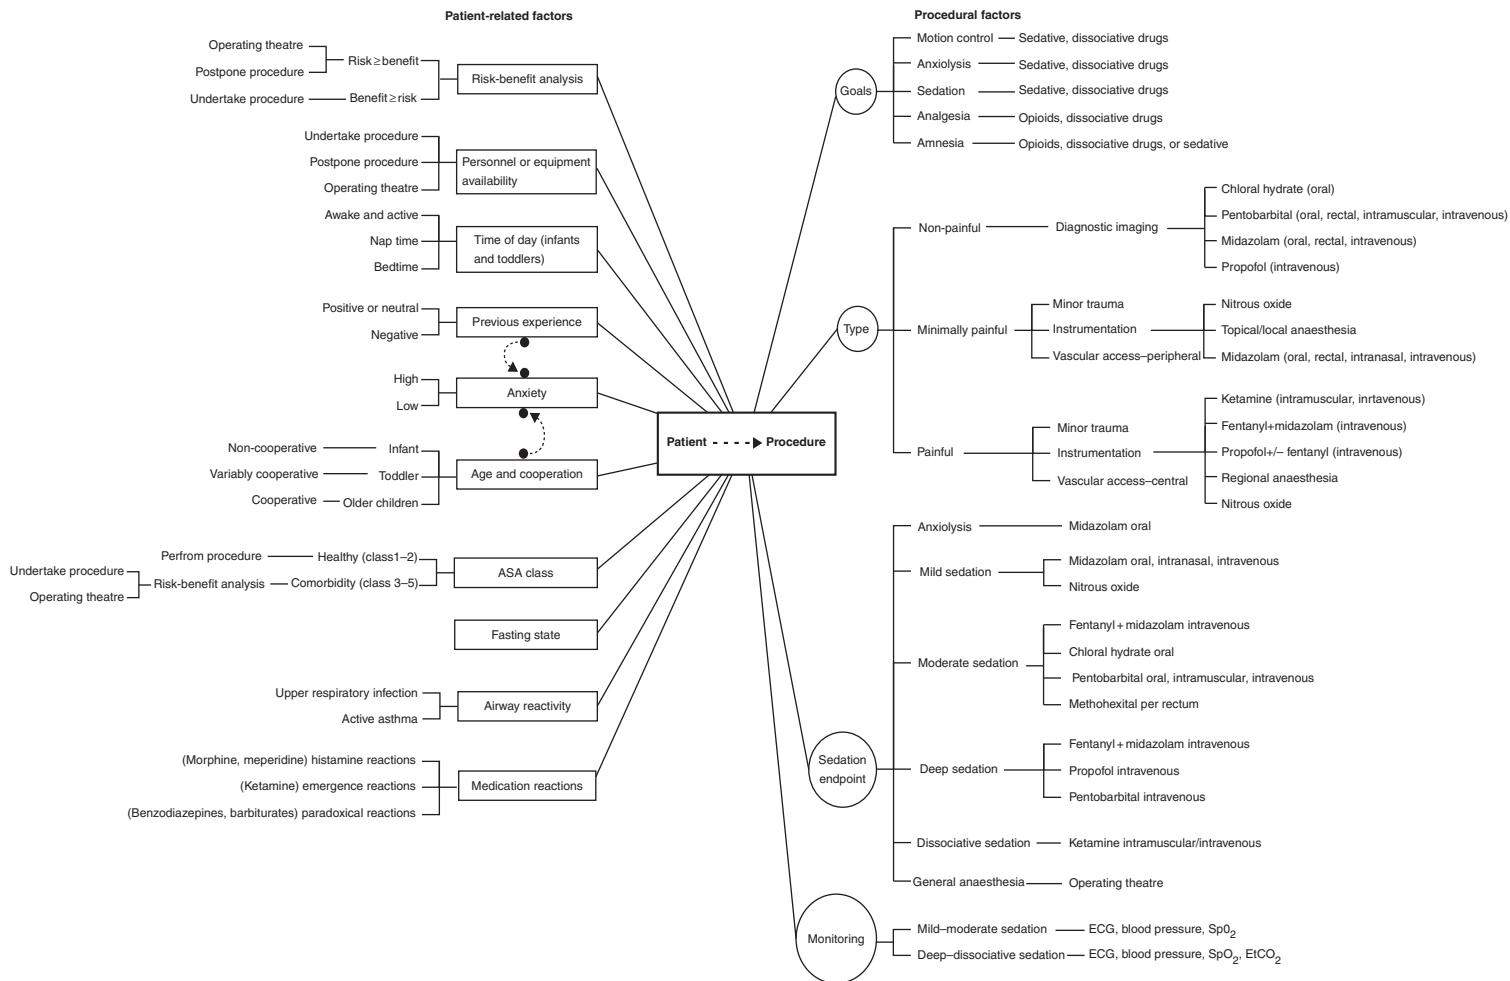 Patient-related factors
Operating theatre
Postpone procedure
Risk ≥ benefit
Undertake procedure
Benefit ≥ risk
Risk-benefit analysis
Undertake procedure
Postpone procedure
Operating theatre
Personnel or equipment
availability
Awake and active
Nap time
Bedtime
Time of day (infants
and toddlers)
Positive or neutral
Negative
Previous experience
High
Low
Anxiety
Non-cooperative
Infant
Variably cooperative
Toddler
Cooperative
Older children
Age and cooperation
Perfrom procedure
Healthy (class1–2)
Undertake procedure
Operating theatre
Risk-benefit analysis
Comorbidity (class 3–5)
ASA class
Fasting state
Upper respiratory infection
Active asthma
Airway reactivity
(Morphine, meperidine) histamine reactions
(Ketamine) emergence reactions
(Benzodiazepines, barbiturates) paradoxical reactions
Medication reactions
Patient
Procedure
Procedural factors
Goals
Motion control
Sedative, dissociative drugs
Anxiolysis
Sedative, dissociative drugs
Sedation
Sedative, dissociative drugs
Analgesia
Opioids, dissociative drugs
Amnesia
Opioids, dissociative drugs, or sedative
Type
Non-painful
Diagnostic imaging
Chloral hydrate (oral)
Pentobarbital (oral, rectal, intramuscular, intravenous)
Midazolam (oral, rectal, intravenous)
Propofol (intravenous)
Minimally painful
Minor trauma
Instrumentation
Vascular access–peripheral
Nitrous oxide
Topical/local anaesthesia
Midazolam (oral, rectal, intranasal, intravenous)
Painful
Minor trauma
Instrumentation
Vascular access–central
Ketamine (intramuscular, inrtavenous)
Fentanyl+midazolam (intravenous)
Propofol+/– fentanyl (intravenous)
Regional anaesthesia
Nitrous oxide
Sedation
endpoint
Anxiolysis
Midazolam oral
Mild sedation
Midazolam oral, intranasal, intravenous
Nitrous oxide
Moderate sedation
Fentanyl + midazolam intravenous
Chloral hydrate oral
Pentobarbital oral, intramuscular, intravenous
Methohexital per rectum
Deep sedation
Fentanyl + midazolam intravenous
Propofol intravenous
Pentobarbital intravenous
Dissociative sedation
Ketamine intramuscular/intravenous
General anaesthesia
Operating theatre
Monitoring
Mild–moderate sedation
ECG, blood pressure, Sp0₂
Deep–dissociative sedation
ECG, blood pressure, SpO₂, EtCO₂